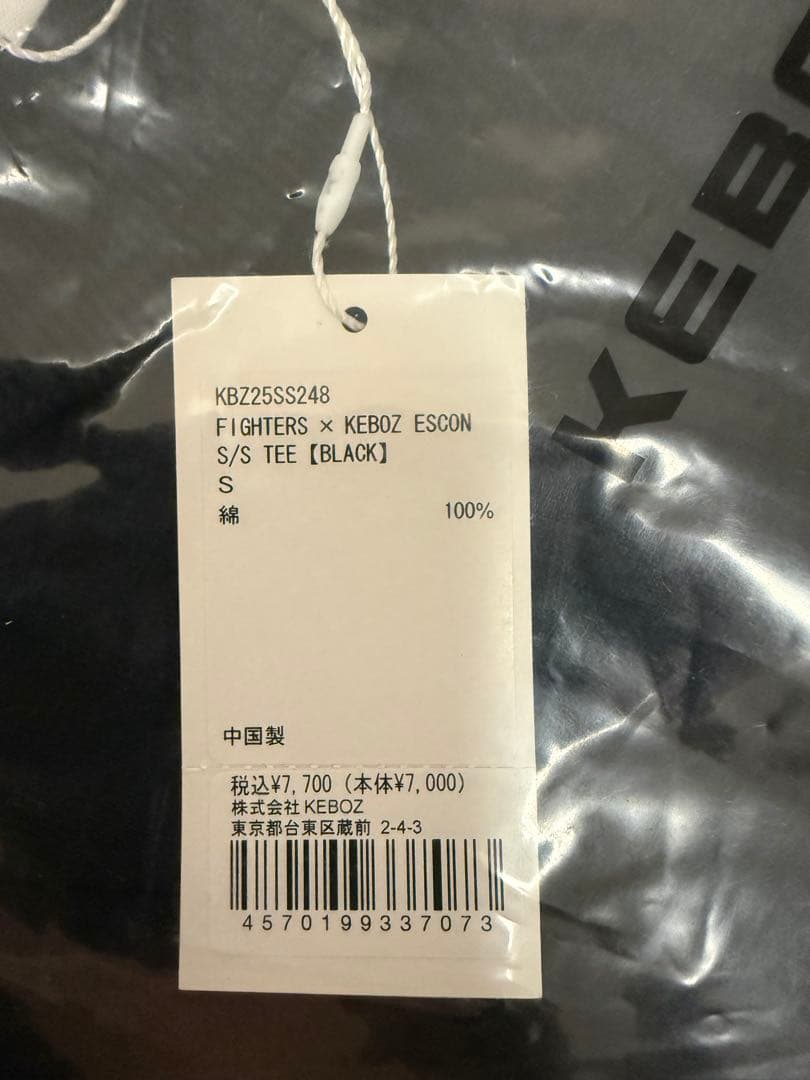 KEBO
KBZ25SS248
FIGHTERS × KEBOZ ESCON
S/S TEE【BLACK】
S
綿 100%
中国製
税込¥7,700 (本体¥7,000)
株式会社KEBOZ
東京都台東区蔵前 2-4-3
4570199337073